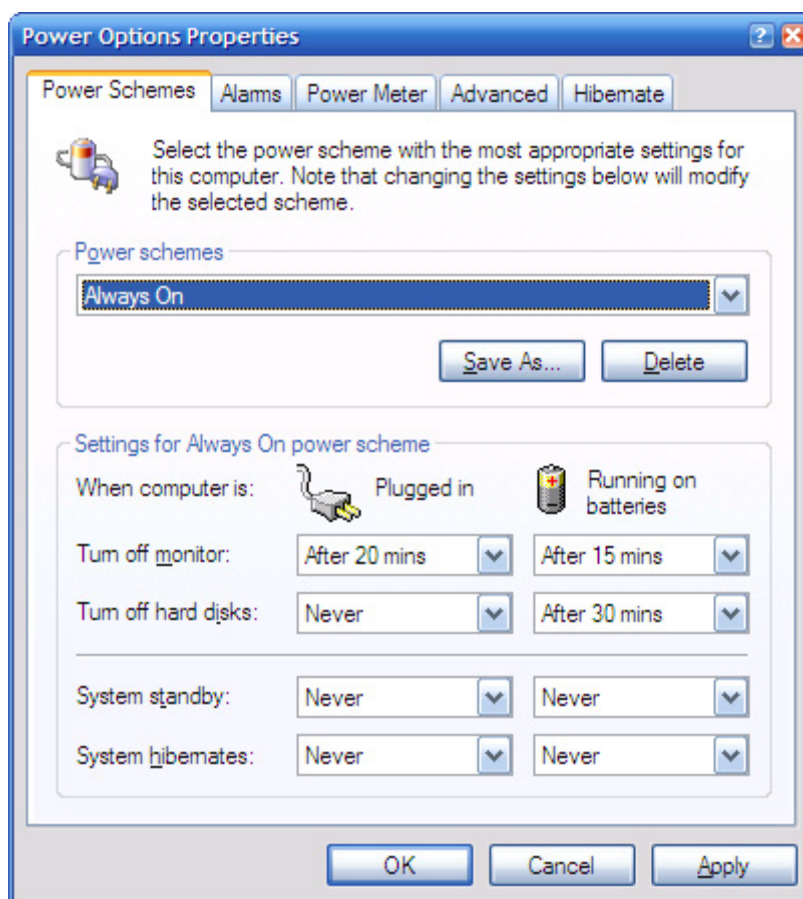 Power Options Properties
Power Schemes Alarms Power Meter Advanced Hibernate
Select the power scheme with the most appropriate settings for
this computer. Note that changing the settings below will modify
the selected scheme.
Power schemes
Always On
Save As... Delete
Settings for Always On power scheme
When computer is: Plugged in Running on
batteries
Turn off monitor: After 20 mins After 15 mins
Turn off hard disks: Never After 30 mins
System standby: Never Never
System hibernates: Never Never
OK Cancel Apply